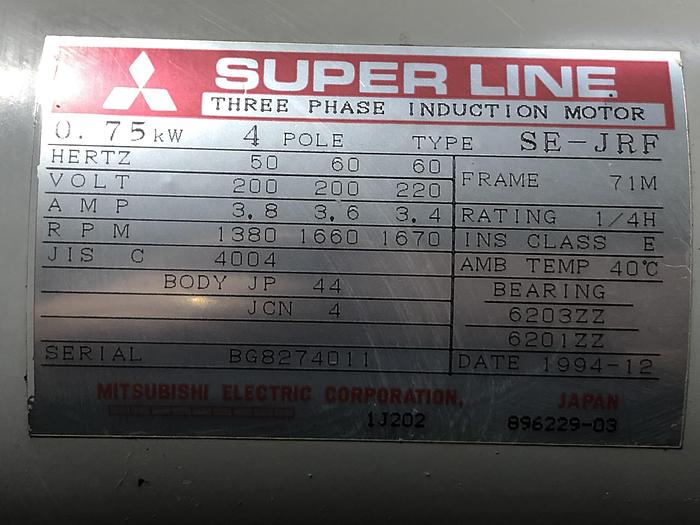 SUPER LINE
THREE PHASE INDUCTION MOTOR
0.75kW 4 POLE TYPE SE-JRF
HERTZ 50 60 60
VOLT 200 200 220
AMP 3.8 3.6 3.4
RPM 1380 1660 1670
JIS C 4004
BODY JP 44
JCN 4
SERIAL BG8274011
FRAME 71M
RATING 1/4H
INS CLASS E
AMB TEMP 40℃
BEARING
6203ZZ
6201ZZ
DATE 1994-12
MITSUBISHI ELECTRIC CORPORATION, JAPAN
1J202 896229-03